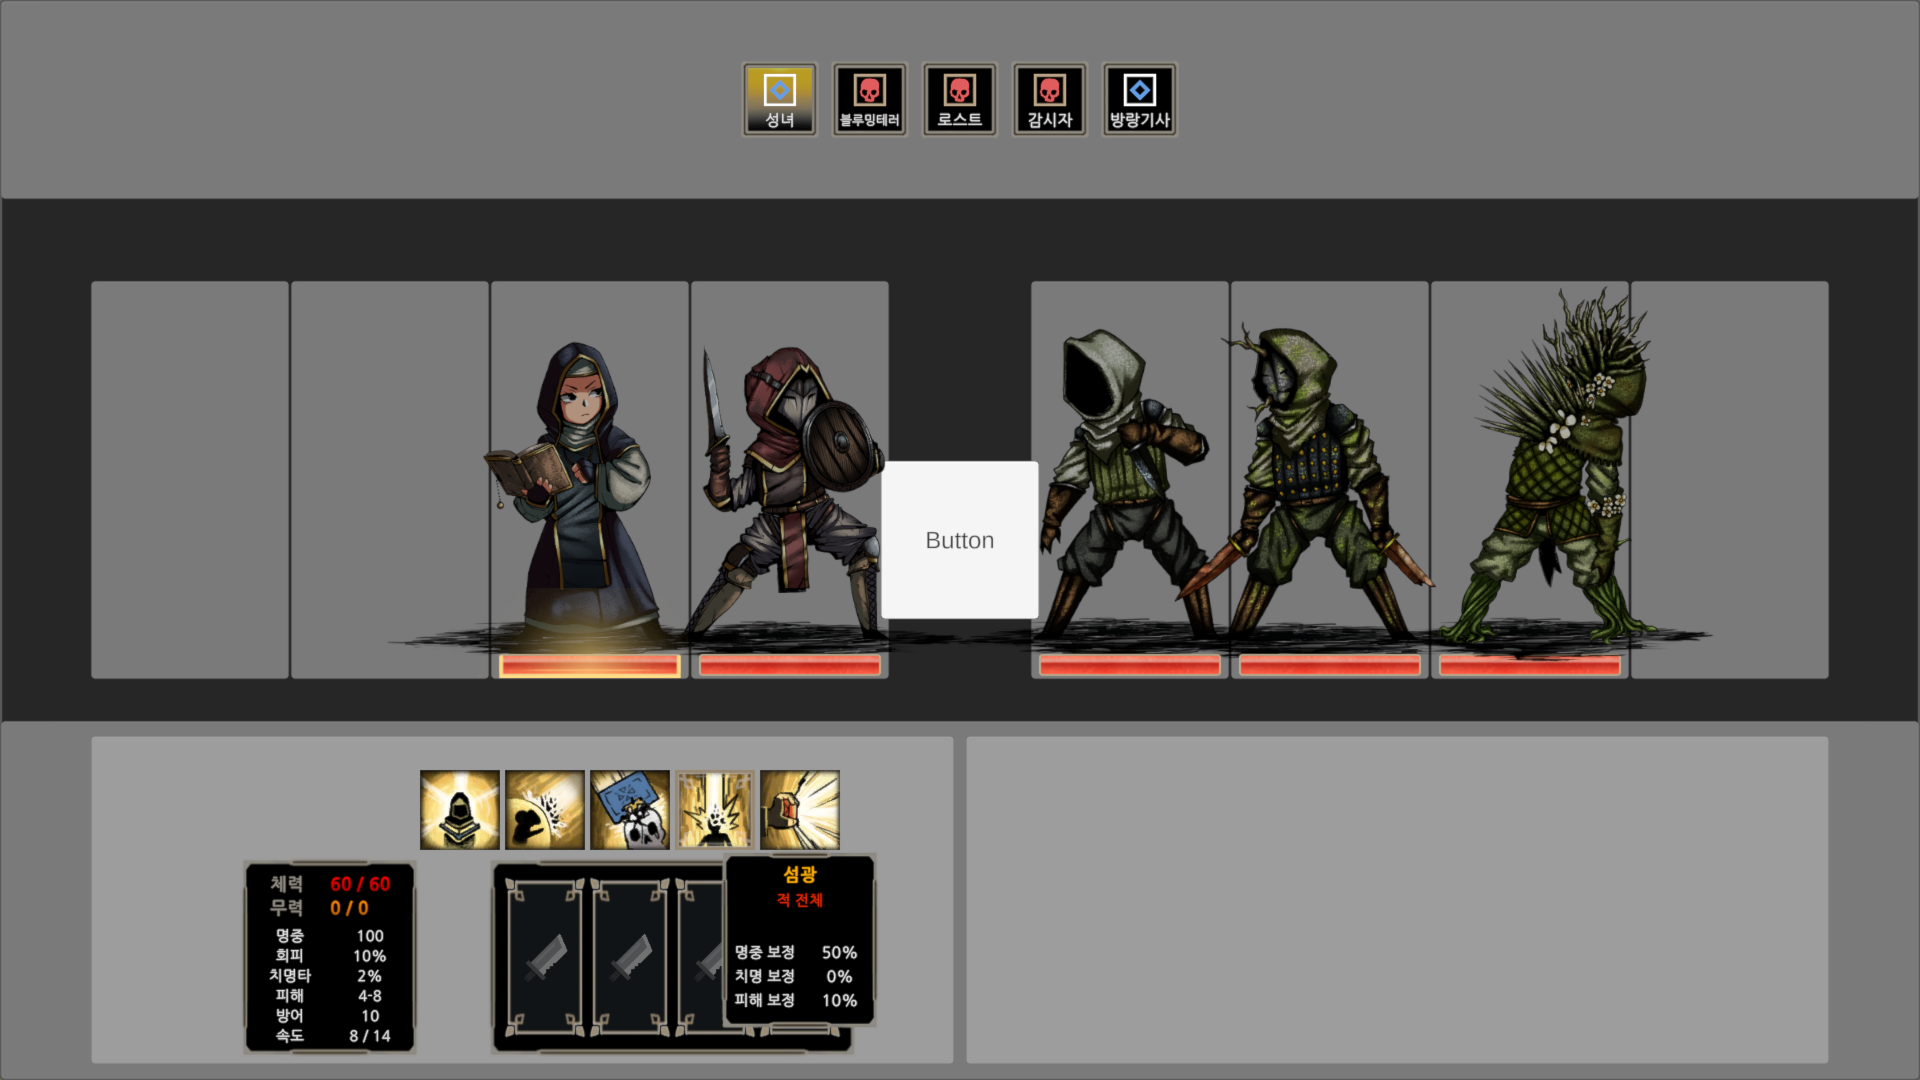 성녀
블루밍테러
로스트
감시자
방랑기사
Button
체력 60 / 60
무력 0 / 0
명중 100
회피 10%
치명타 2%
피해 4-8
방어 10
속도 8 / 14
섬광
적 전체
명중 보정 50%
치명 보정 0%
피해 보정 10%